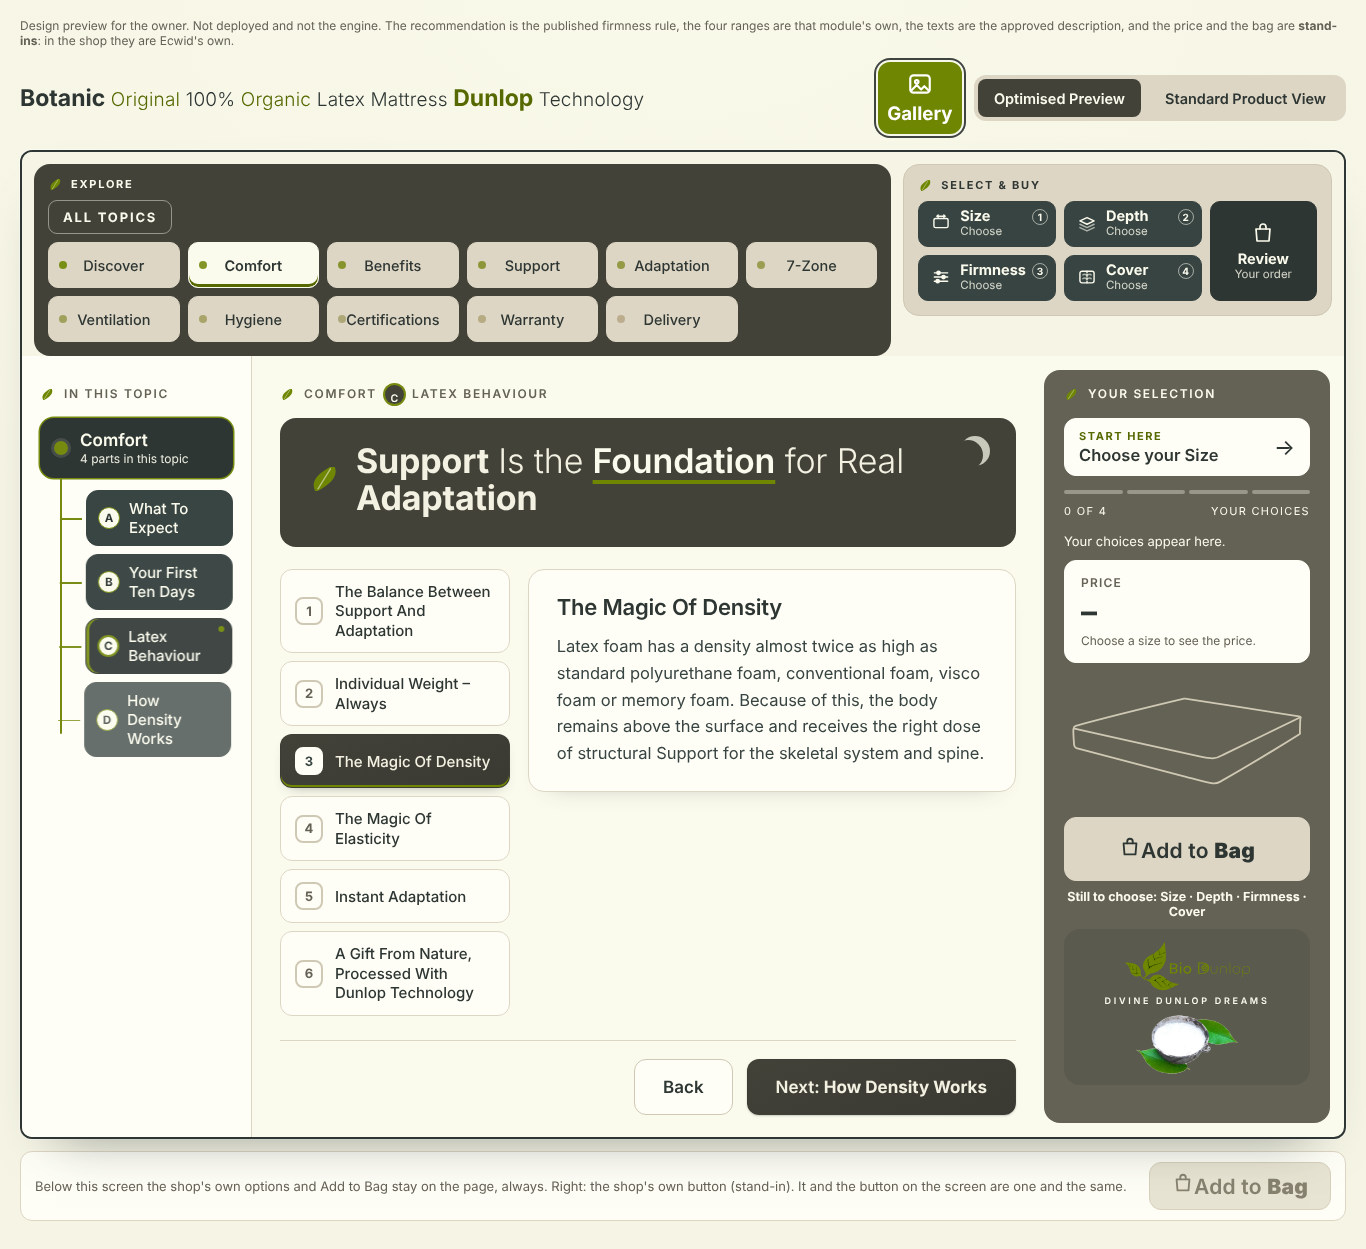 Design preview for the owner. Not deployed and not the engine. The recommendation is the published firmness rule, the four ranges are that module's own, the texts are the approved description, and the price and the bag are stand-
ins: in the shop they are Ecwid's own.
Botanic Original 100% Organic Latex Mattress Dunlop Technology
Gallery
Optimised Preview
Standard Product View
EXPLORE
ALL TOPICS
Discover
Comfort
Benefits
Support
Adaptation
7-Zone
Ventilation
Hygiene
Certifications
Warranty
Delivery
SELECT & BUY
Size
Choose
1
Depth
Choose
2
Firmness
Choose
3
Cover
Choose
4
Review
Your order
IN THIS TOPIC
Comfort
4 parts in this topic
A
What To
Expect
B
Your First
Ten Days
C
Latex
Behaviour
D
How
Density
Works
COMFORT C LATEX BEHAVIOUR
Support Is the Foundation for Real
Adaptation
1
The Balance Between
Support And
Adaptation
2
Individual Weight –
Always
3
The Magic Of Density
4
The Magic Of
Elasticity
5
Instant Adaptation
6
A Gift From Nature,
Processed With
Dunlop Technology
The Magic Of Density
Latex foam has a density almost twice as high as
standard polyurethane foam, conventional foam, visco
foam or memory foam. Because of this, the body
remains above the surface and receives the right dose
of structural Support for the skeletal system and spine.
Back
Next: How Density Works
YOUR SELECTION
START HERE
Choose your Size
0 OF 4
YOUR CHOICES
Your choices appear here.
PRICE
–
Choose a size to see the price.
Add to Bag
Still to choose: Size · Depth · Firmness ·
Cover
Bio Dunlop
DIVINE DUNLOP DREAMS
Below this screen the shop's own options and Add to Bag stay on the page, always. Right: the shop's own button (stand-in). It and the button on the screen are one and the same.
Add to Bag